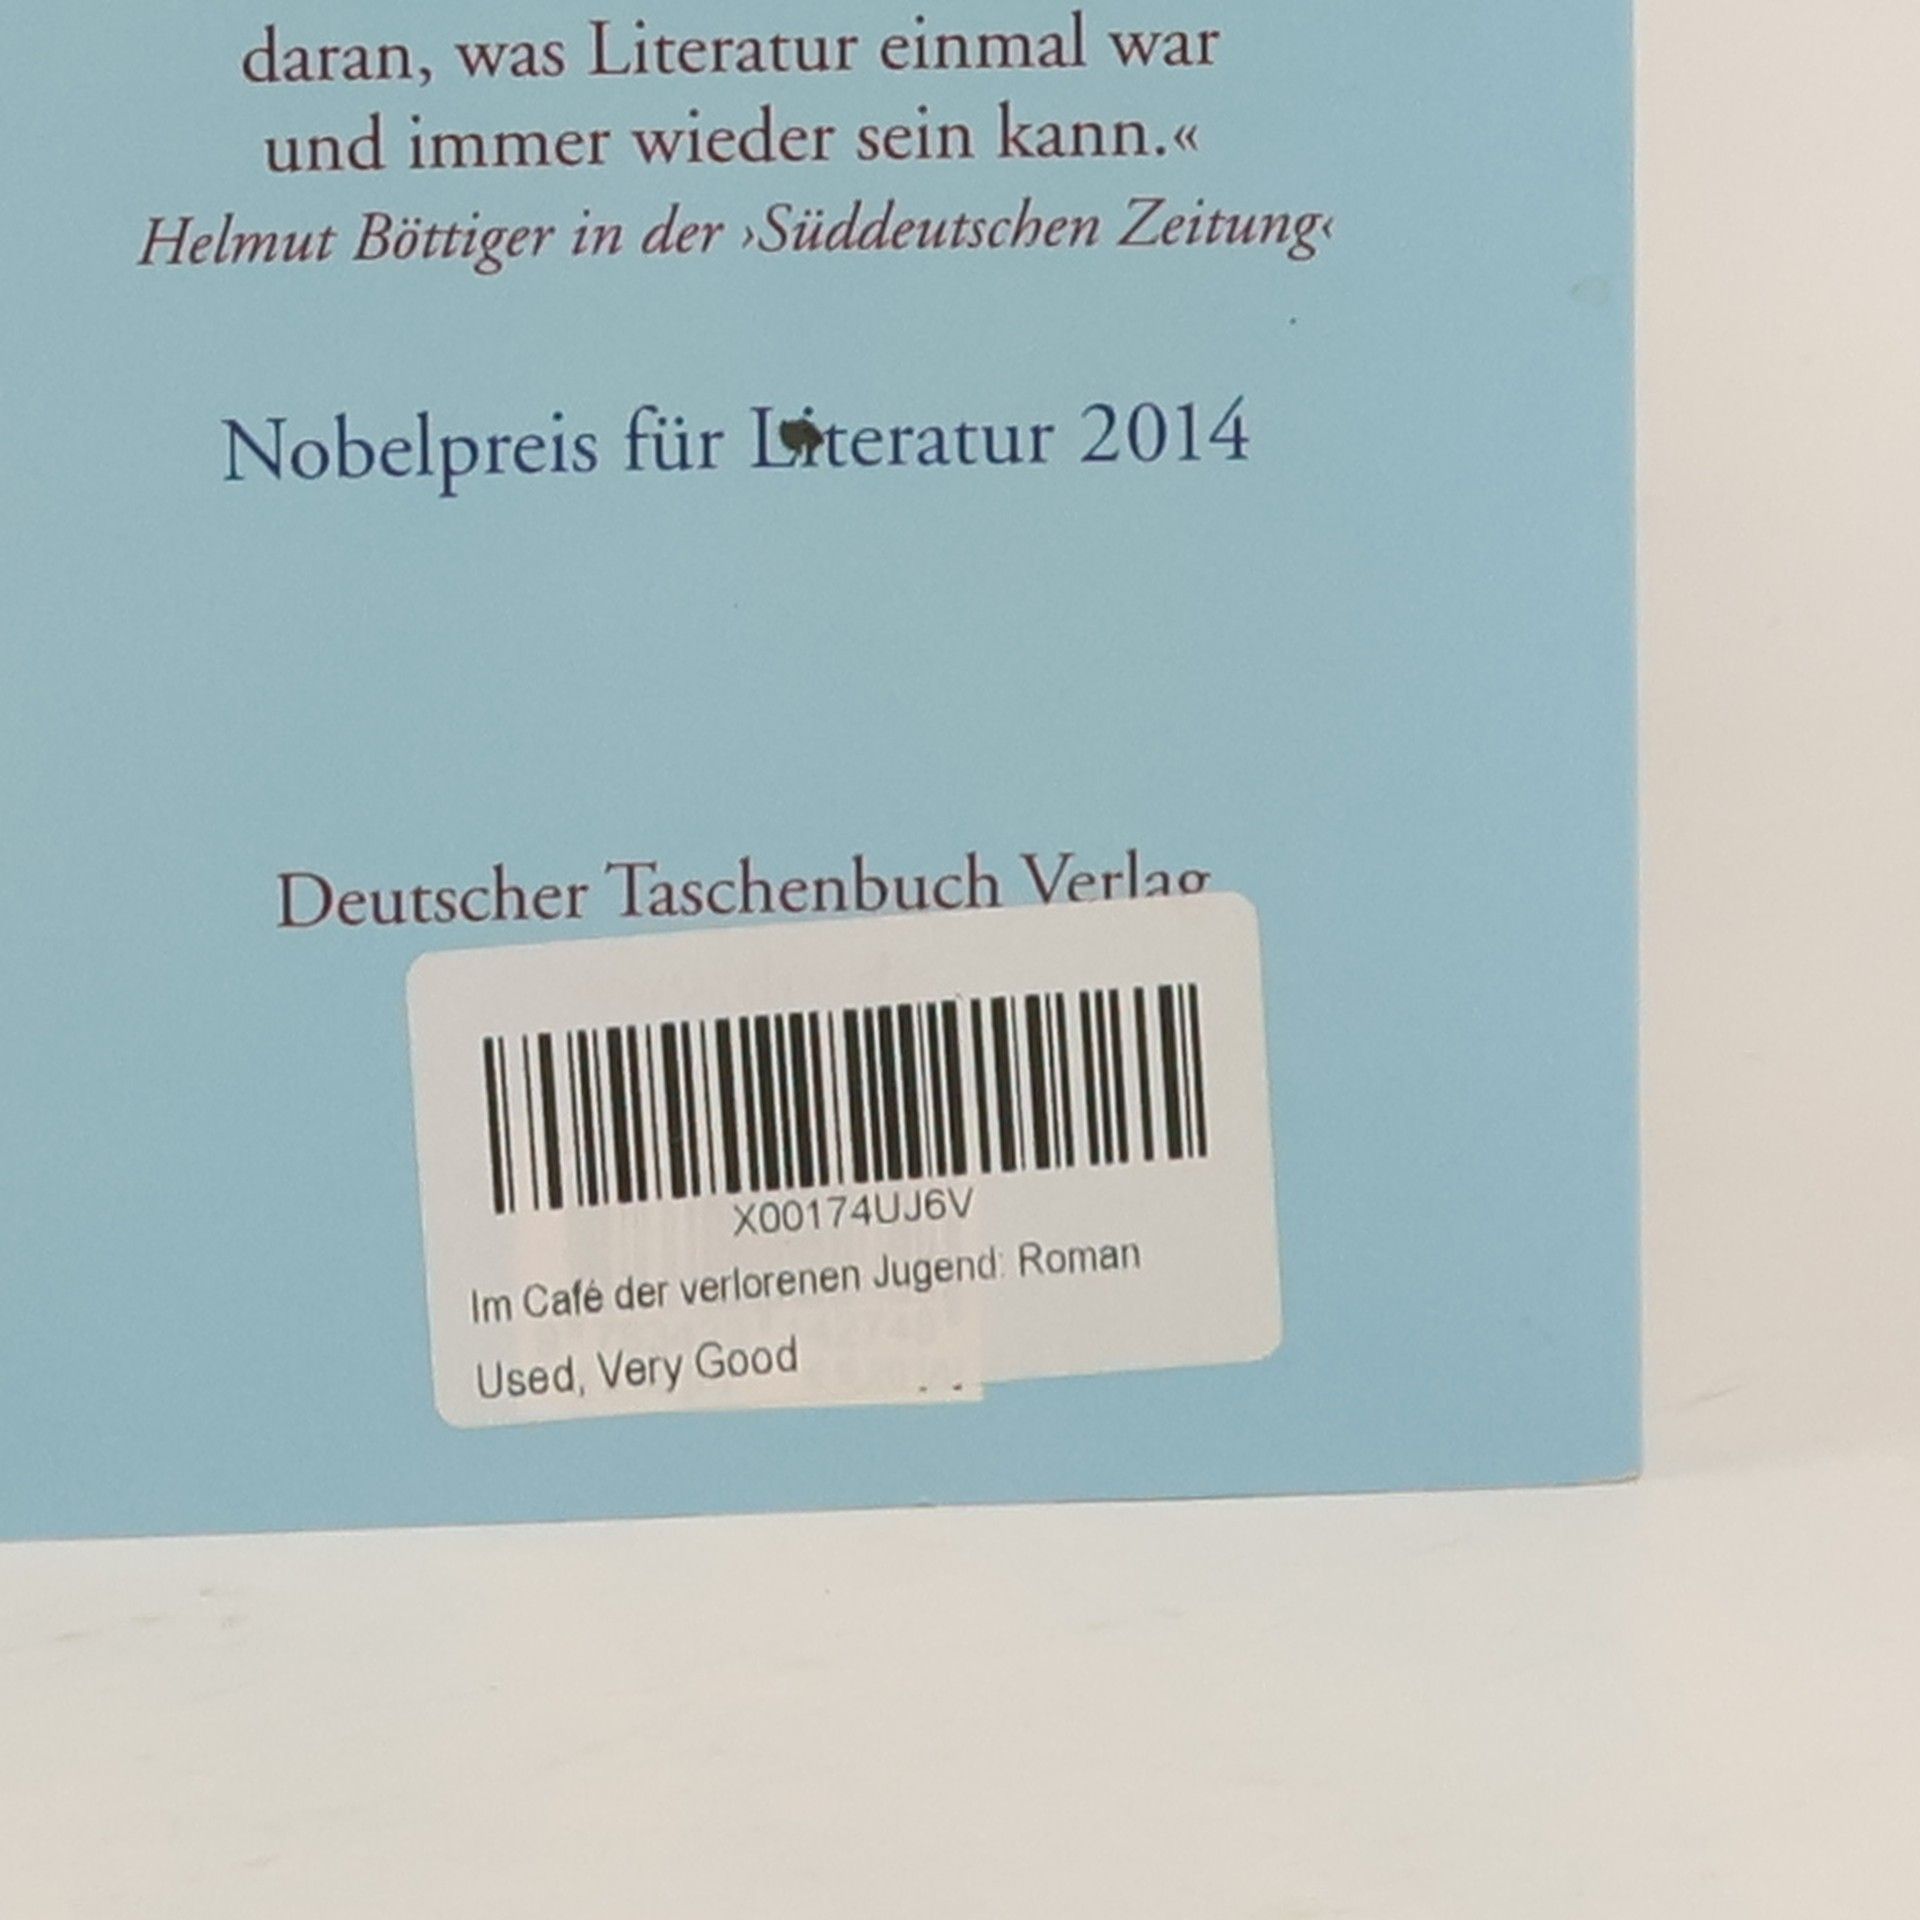 daran, was Literatur einmal war
und immer wieder sein kann.«
Helmut Böttiger in der ›Süddeutschen Zeitung‹
Nobelpreis für Literatur 2014
Deutscher Taschenbuch Verlag
X00174UJ6V
Im Café der verlorenen Jugend: Roman
Used, Very Good